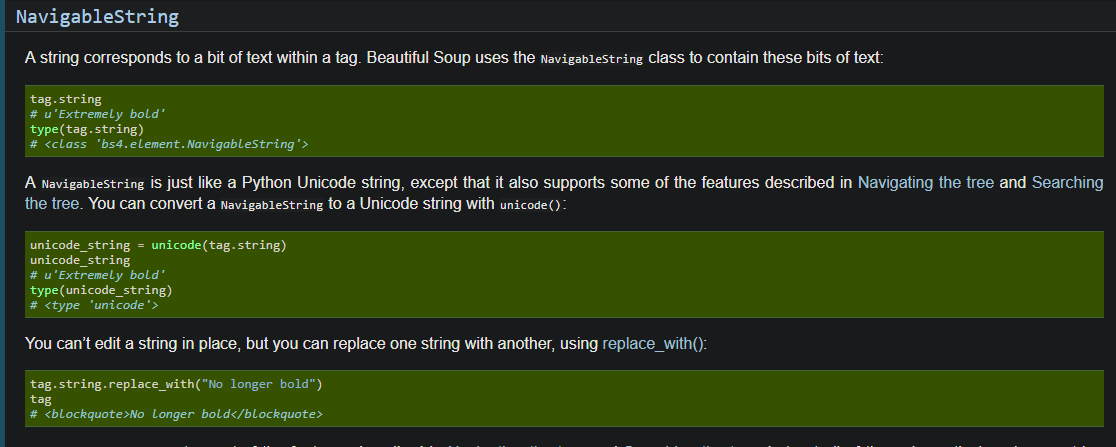 NavigableString
A string corresponds to a bit of text within a tag. Beautiful Soup uses the NavigableString class to contain these bits of text:
tag.string
# u'Extremely bold'
type(tag.string)
# <class 'bs4.element.NavigableString'>
A NavigableString is just like a Python Unicode string, except that it also supports some of the features described in Navigating the tree and Searching
the tree. You can convert a NavigableString to a Unicode string with unicode():
unicode_string = unicode(tag.string)
unicode_string
# u'Extremely bold'
type(unicode_string)
# <type 'unicode'>
You can’t edit a string in place, but you can replace one string with another, using replace_with():
tag.string.replace_with("No longer bold")
tag
# <blockquote>No longer bold</blockquote>